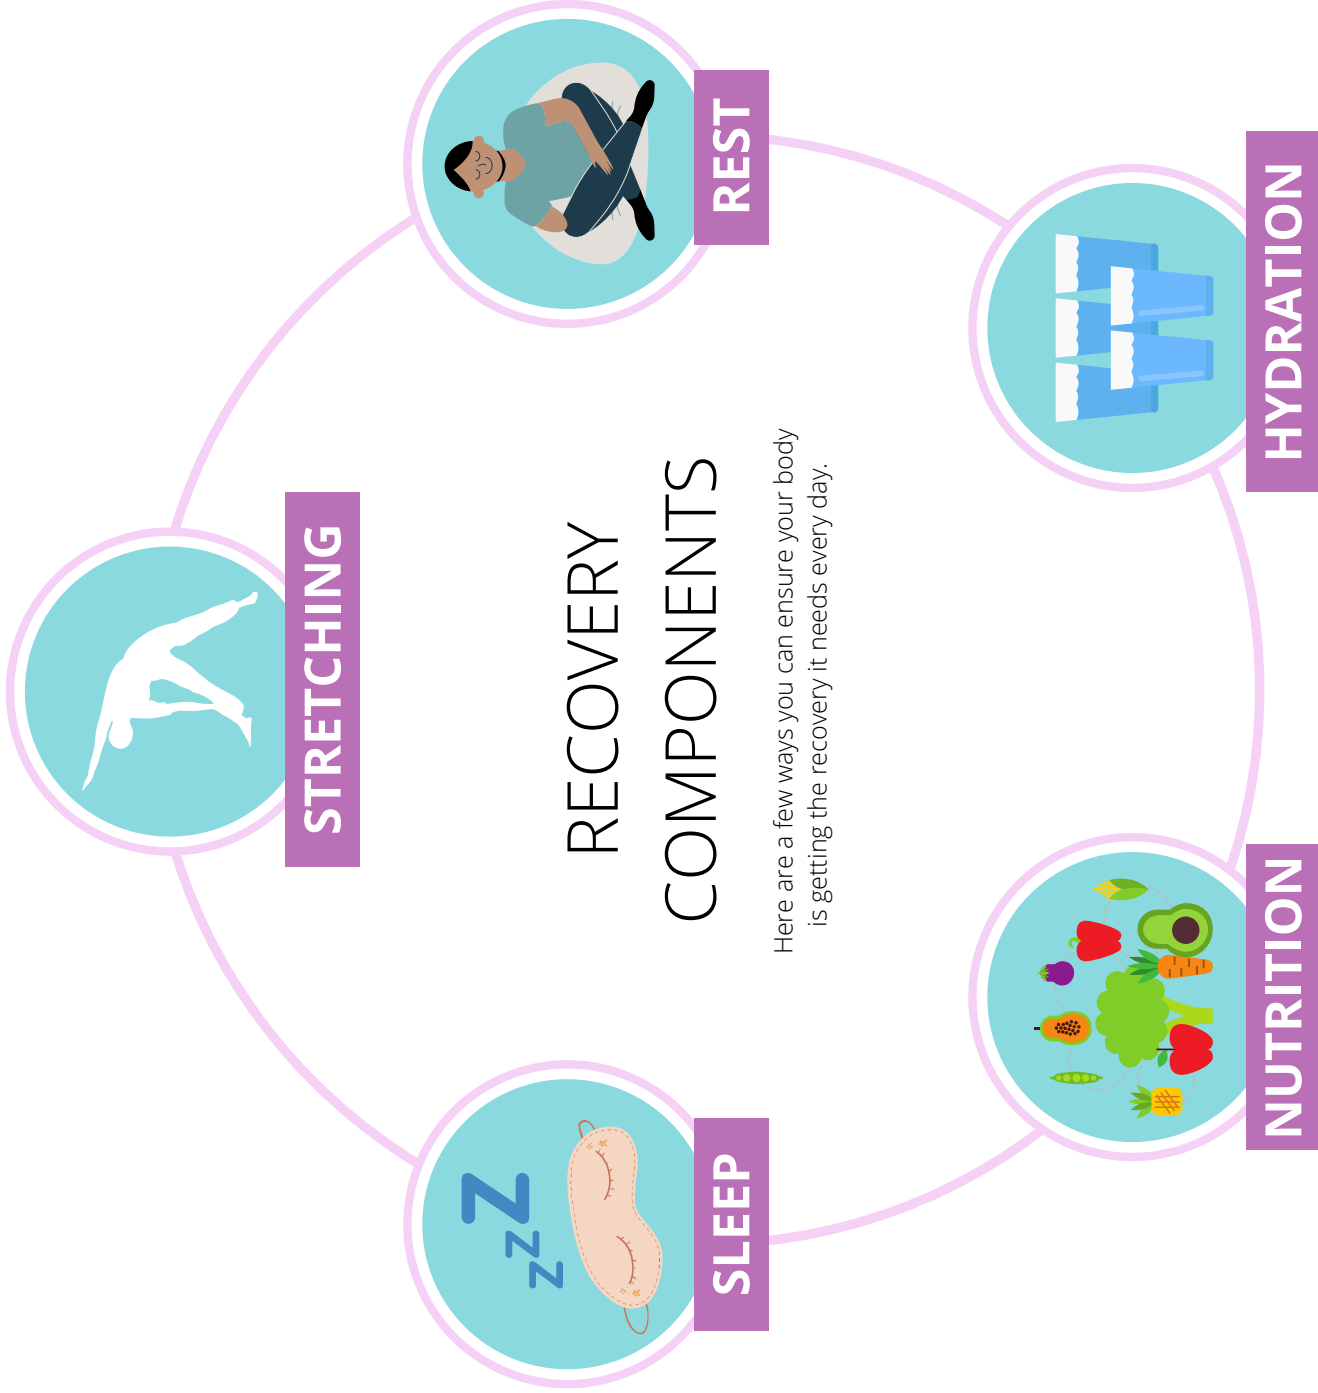 STRETCHING
SLEEP
REST
RECOVERY
COMPONENTS
Here are a few ways you can ensure your body
is getting the recovery it needs every day.
NUTRITION
HYDRATION
zzZ